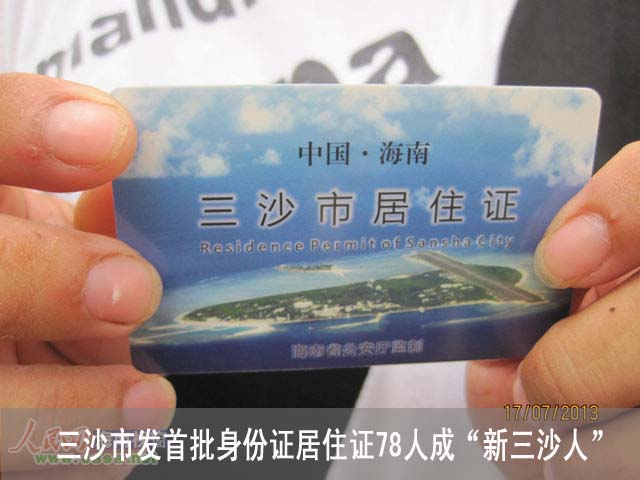 中国·海南
三沙市居住证
Residence Permit of Sansha City
海南省公安厅监制
17/07/2013
三沙市发首批身份证居住证78人成“新三沙人”